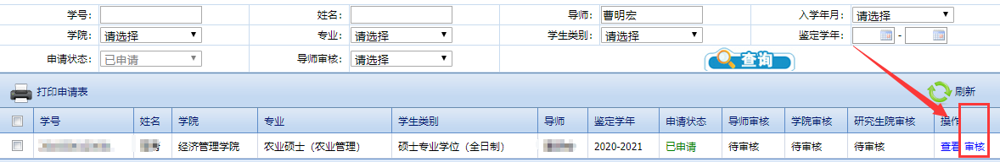 学号: 姓名: 导师: 曹明宏 入学年月: 请选择
学院: 请选择 专业: 请选择 学生类别: 请选择 鉴定学年: -
申请状态: 已申请 导师审核: 请选择 查询
打印申请表 刷新
学号 姓名 学院 专业 学生类别 导师 鉴定学年 申请状态 导师审核 学院审核 研究生院审核 操作
经济管理学院 农业硕士（农业管理） 硕士专业学位（全日制） 2020-2021 已申请 待审核 待审核 待审核 查看 审核